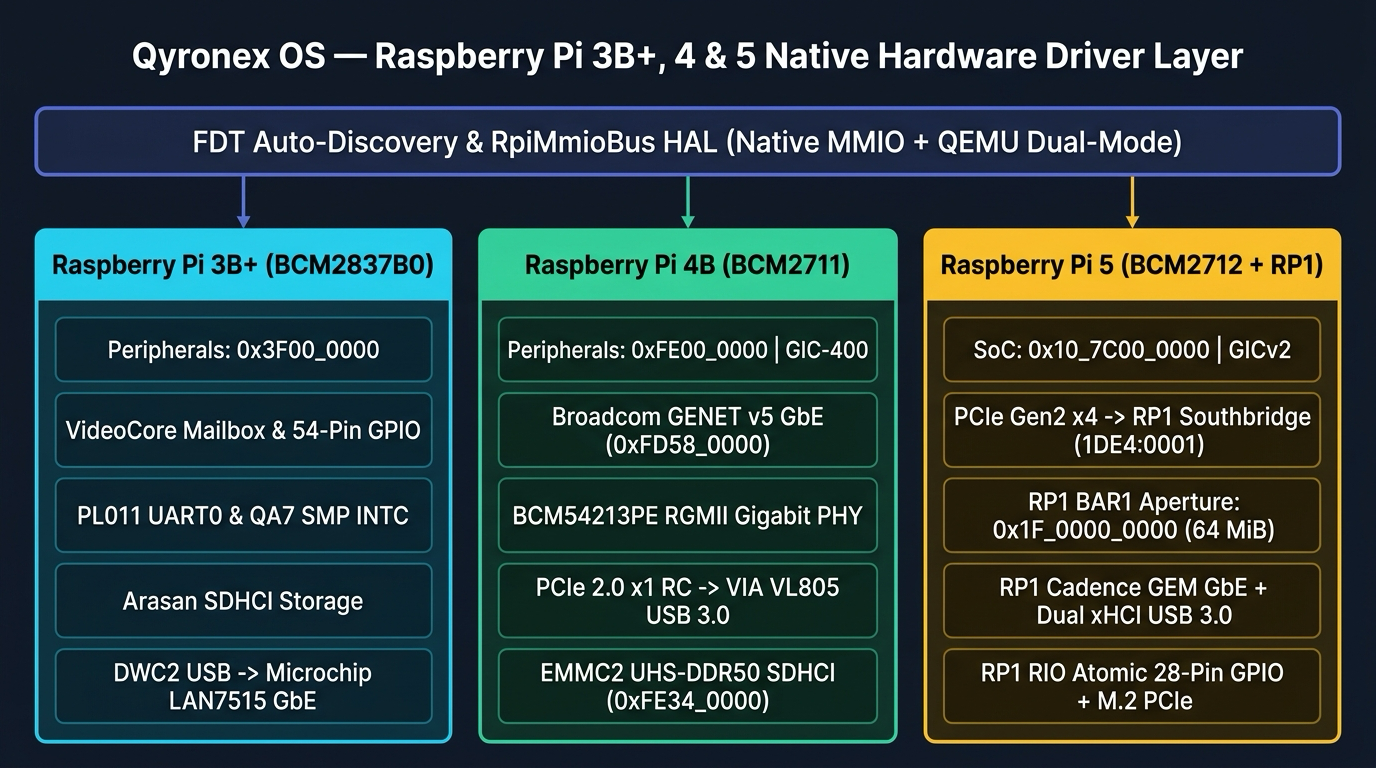 Qyronex OS — Raspberry Pi 3B+, 4 & 5 Native Hardware Driver Layer
FDT Auto-Discovery & RpiMmioBus HAL (Native MMIO + QEMU Dual-Mode)
Raspberry Pi 3B+ (BCM2837B0)
Peripherals: 0x3F00_0000
VideoCore Mailbox & 54-Pin GPIO
PL011 UART0 & QA7 SMP INTC
Arasan SDHCI Storage
DWC2 USB -> Microchip
LAN7515 GbE
Raspberry Pi 4B (BCM2711)
Peripherals: 0xFE00_0000 | GIC-400
Broadcom GENET v5 GbE
(0xFD58_0000)
BCM54213PE RGMII Gigabit PHY
PCIe 2.0 x1 RC -> VIA VL805
USB 3.0
EMMC2 UHS-DDR50 SDHCI
(0xFE34_0000)
Raspberry Pi 5 (BCM2712 + RP1)
SoC: 0x10_7C00_0000 | GICv2
PCIe Gen2 x4 -> RP1 Southbridge
(1DE4:0001)
RP1 BAR1 Aperture:
0x1F_0000_0000 (64 MiB)
RP1 Cadence GEM GbE +
Dual xHCI USB 3.0
RP1 RIO Atomic 28-Pin GPIO
+ M.2 PCIe